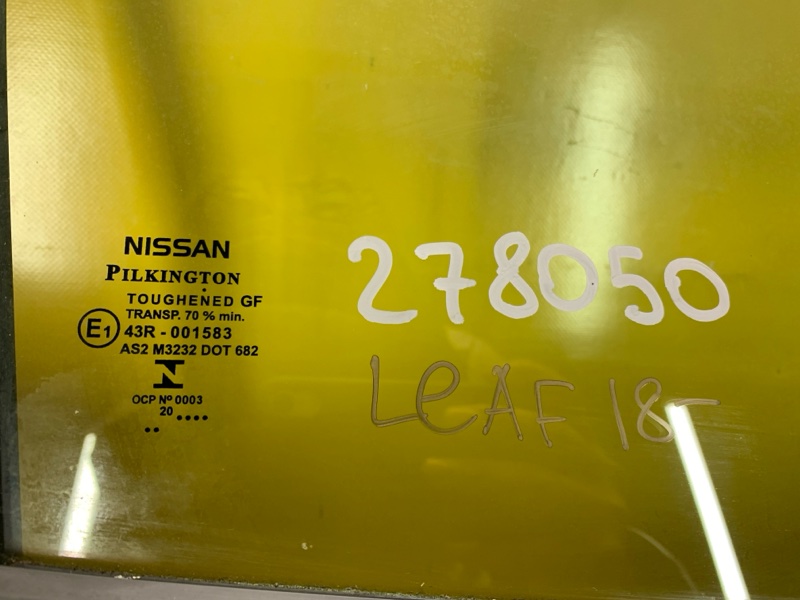 NISSAN
PILKINGTON
TOUGHENED GF
TRANSP. 70 % min.
E1 43R - 001583
AS2 M3232 DOT 682
OCP Nº 0003
20 ....
..
278050
LEAF 18-